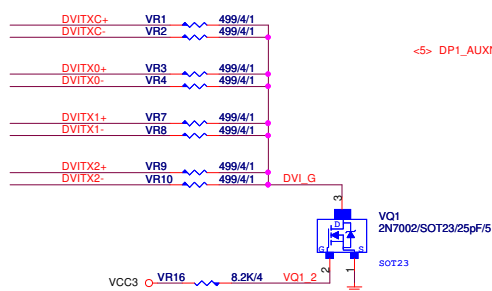 DVITXC+ VR1 499/4/1
DVITXC- VR2 499/4/1
<5> DP1_AUXN
DVITX0+ VR3 499/4/1
DVITX0- VR4 499/4/1
DVITX1+ VR7 499/4/1
DVITX1- VR8 499/4/1
DVITX2+ VR9 499/4/1
DVITX2- VR10 499/4/1 DVI_G
3
VQ1
D 2N7002/SOT23/25pF/5
G S
SOT23
2 1
VCC3 VR16 8.2K/4 VQ1_2